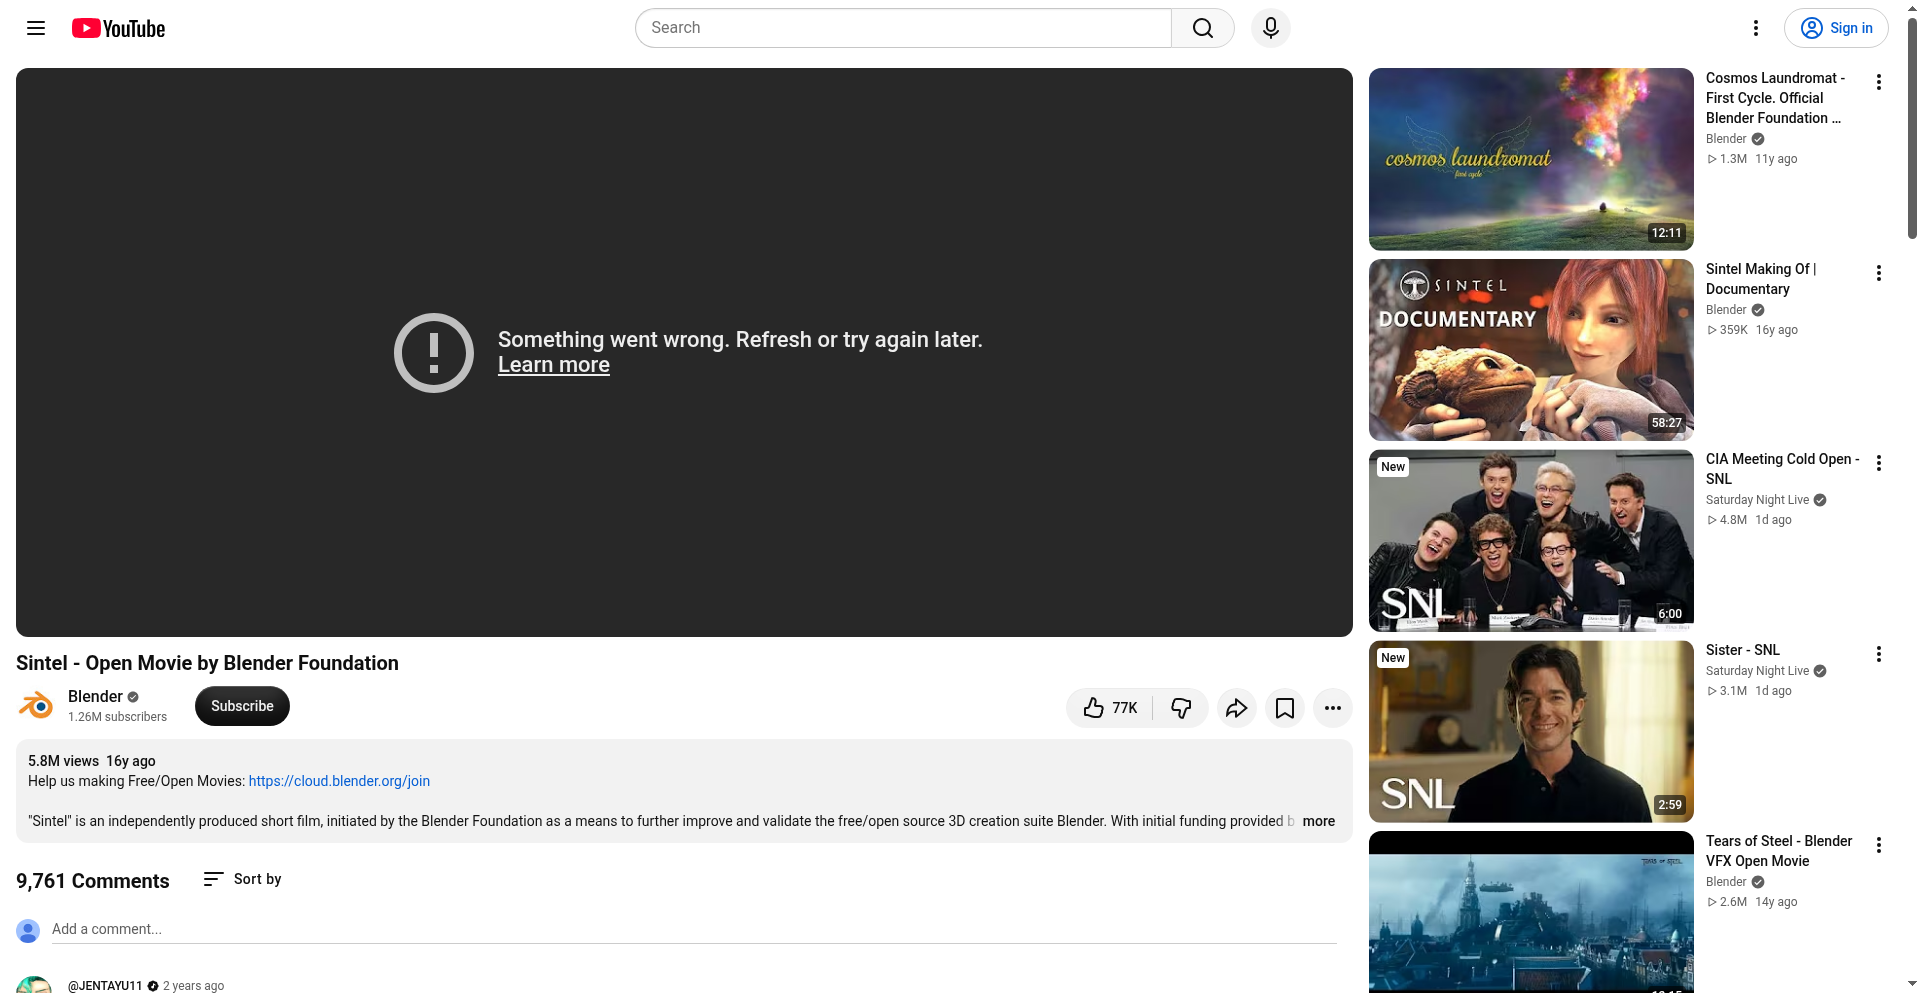 YouTube
Search
Sign in
Something went wrong. Refresh or try again later.
Learn more
Sintel - Open Movie by Blender Foundation
Blender
1.26M subscribers
Subscribe
77K
5.8M views 16y ago
Help us making Free/Open Movies: https://cloud.blender.org/join
"Sintel" is an independently produced short film, initiated by the Blender Foundation as a means to further improve and validate the free/open source 3D creation suite Blender. With initial funding provided b
more
9,761 Comments
Sort by
Add a comment...
@JENTAYU11 2 years ago
cosmos laundromat
first cycle
12:11
Cosmos Laundromat -
First Cycle. Official
Blender Foundation ...
Blender
1.3M 11y ago
SINTEL
DOCUMENTARY
58:27
Sintel Making Of |
Documentary
Blender
359K 16y ago
New
SNL
6:00
CIA Meeting Cold Open -
SNL
Saturday Night Live
4.8M 1d ago
New
SNL
2:59
Sister - SNL
Saturday Night Live
3.1M 1d ago
TEARS OF STEEL
Tears of Steel - Blender
VFX Open Movie
Blender
2.6M 14y ago